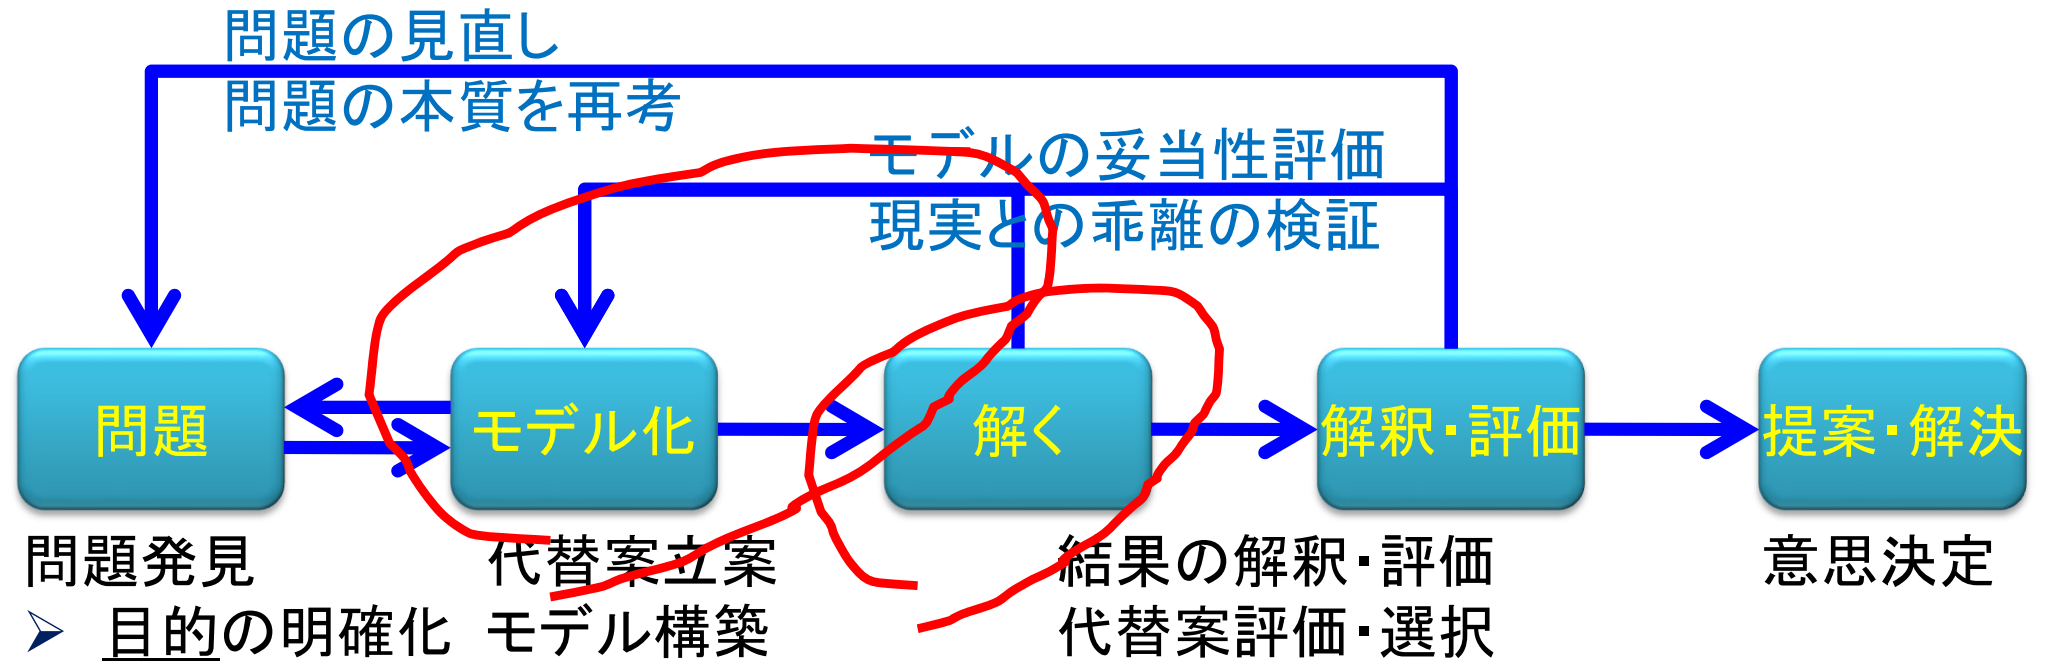 問題の見直し
問題の本質を再考
モデルの妥当性評価
現実との乖離の検証
問題
モデル化
解く
解釈・評価
提案・解決
問題発見
➢ 目的の明確化
代替案立案
モデル構築
結果の解釈・評価
代替案評価・選択
意思決定